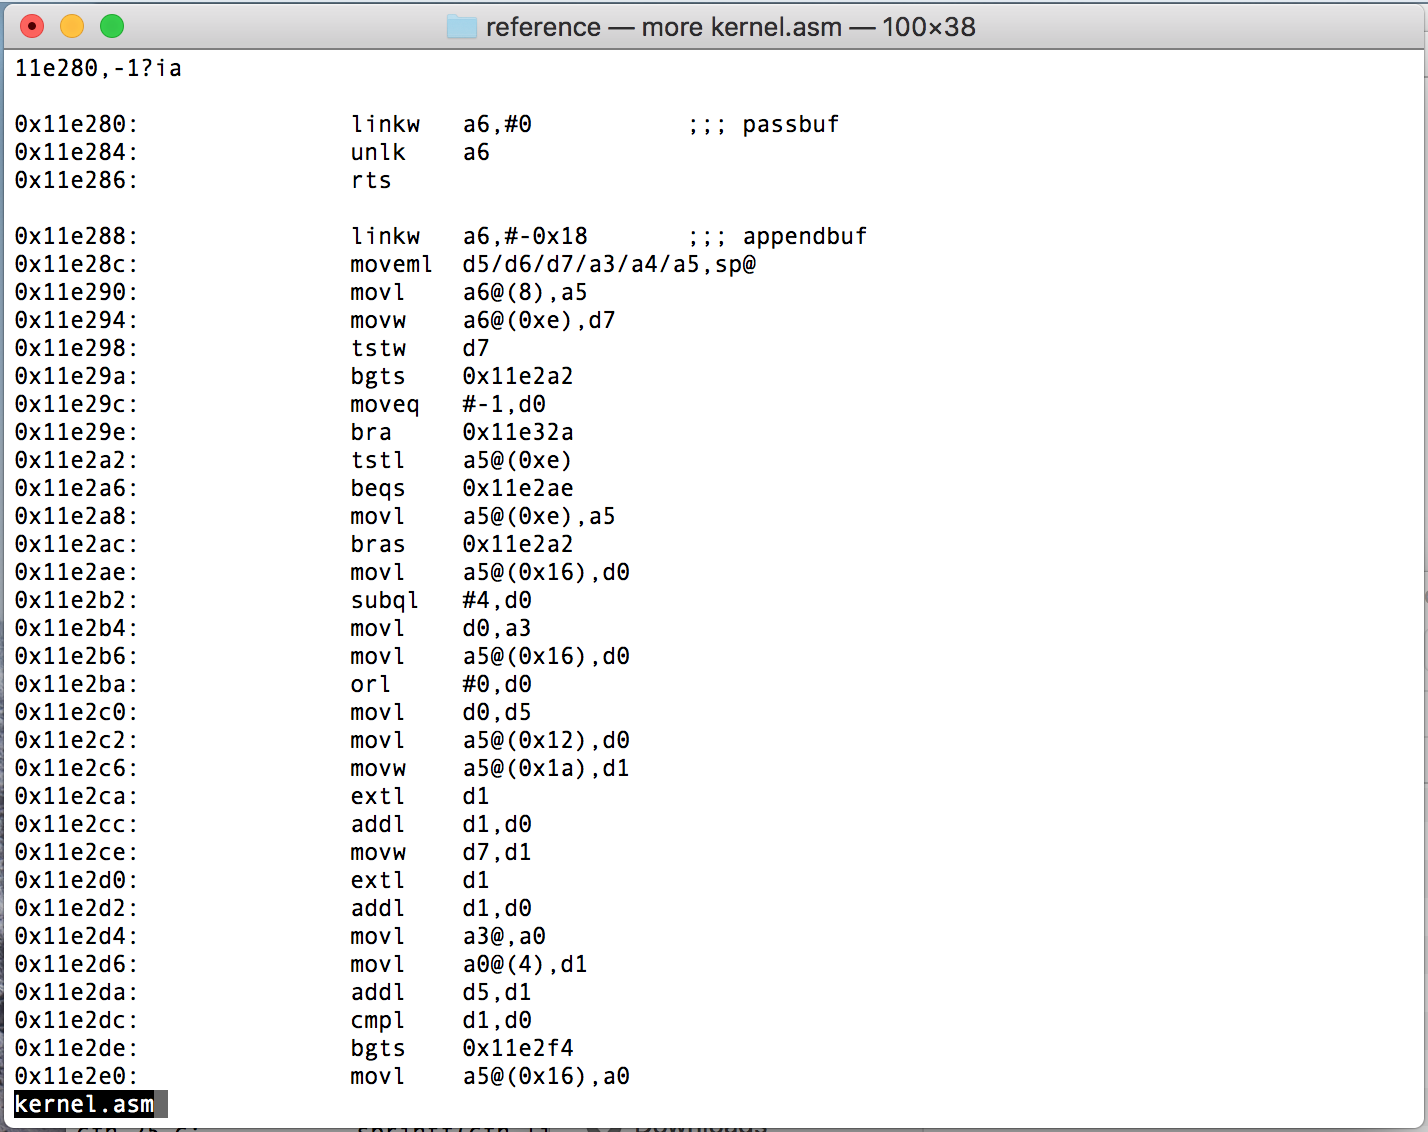 reference — more kernel.asm — 100×38
11e280,-1?ia
0x11e280: linkw a6,#0 ;;; passbuf
0x11e284: unlk a6
0x11e286: rts
0x11e288: linkw a6,#-0x18 ;;; appendbuf
0x11e28c: moveml d5/d6/d7/a3/a4/a5,sp@
0x11e290: movl a6@(8),a5
0x11e294: movw a6@(0xe),d7
0x11e298: tstw d7
0x11e29a: bgts 0x11e2a2
0x11e29c: moveq #-1,d0
0x11e29e: bra 0x11e32a
0x11e2a2: tstl a5@(0xe)
0x11e2a6: beqs 0x11e2ae
0x11e2a8: movl a5@(0xe),a5
0x11e2ac: bras 0x11e2a2
0x11e2ae: movl a5@(0x16),d0
0x11e2b2: subql #4,d0
0x11e2b4: movl d0,a3
0x11e2b6: movl a5@(0x16),d0
0x11e2ba: orl #0,d0
0x11e2c0: movl d0,d5
0x11e2c2: movl a5@(0x12),d0
0x11e2c6: movw a5@(0x1a),d1
0x11e2ca: extl d1
0x11e2cc: addl d1,d0
0x11e2ce: movw d7,d1
0x11e2d0: extl d1
0x11e2d2: addl d1,d0
0x11e2d4: movl a3@,a0
0x11e2d6: movl a0@(4),d1
0x11e2da: addl d5,d1
0x11e2dc: cmpl d1,d0
0x11e2de: bgts 0x11e2f4
0x11e2e0: movl a5@(0x16),a0
kernel.asm